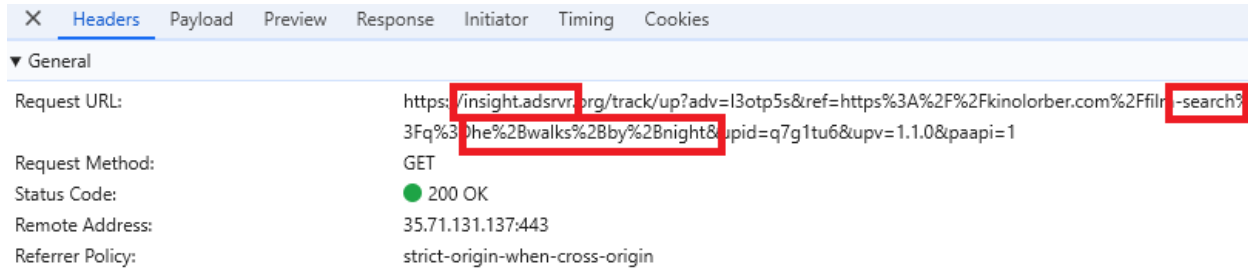 × Headers Payload Preview Response Initiator Timing Cookies
▼ General
Request URL: https://insight.adsrvr.org/track/up?adv=l3otp5s&ref=https%3A%2F%2Fkinolorber.com%2Ffilm-search%
3Fq%3Dhe%2Bwalks%2Bby%2Bnight&upid=q7g1tu6&upv=1.1.0&paapi=1
Request Method: GET
Status Code: 200 OK
Remote Address: 35.71.131.137:443
Referrer Policy: strict-origin-when-cross-origin